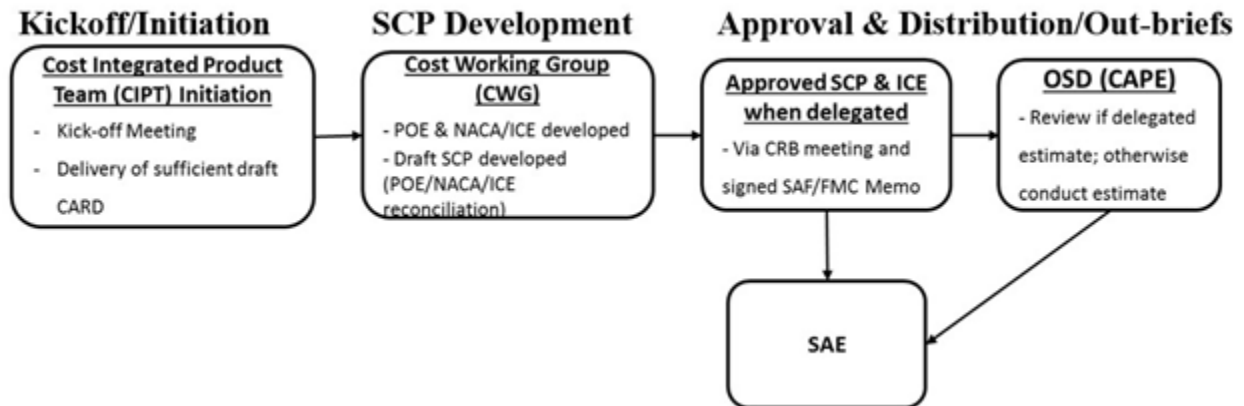 Kickoff/Initiation
SCP Development
Approval & Distribution/Out-briefs
Cost Integrated Product
Team (CIPT) Initiation
- Kick-off Meeting
- Delivery of sufficient draft
CARD
Cost Working Group
(CWG)
- POE & NACA/ICE developed
- Draft SCP developed
(POE/NACA/ICE
reconciliation)
Approved SCP & ICE
when delegated
- Via CRB meeting and
signed SAF/FMC Memo
OSD (CAPE)
- Review if delegated
estimate; otherwise
conduct estimate
SAE